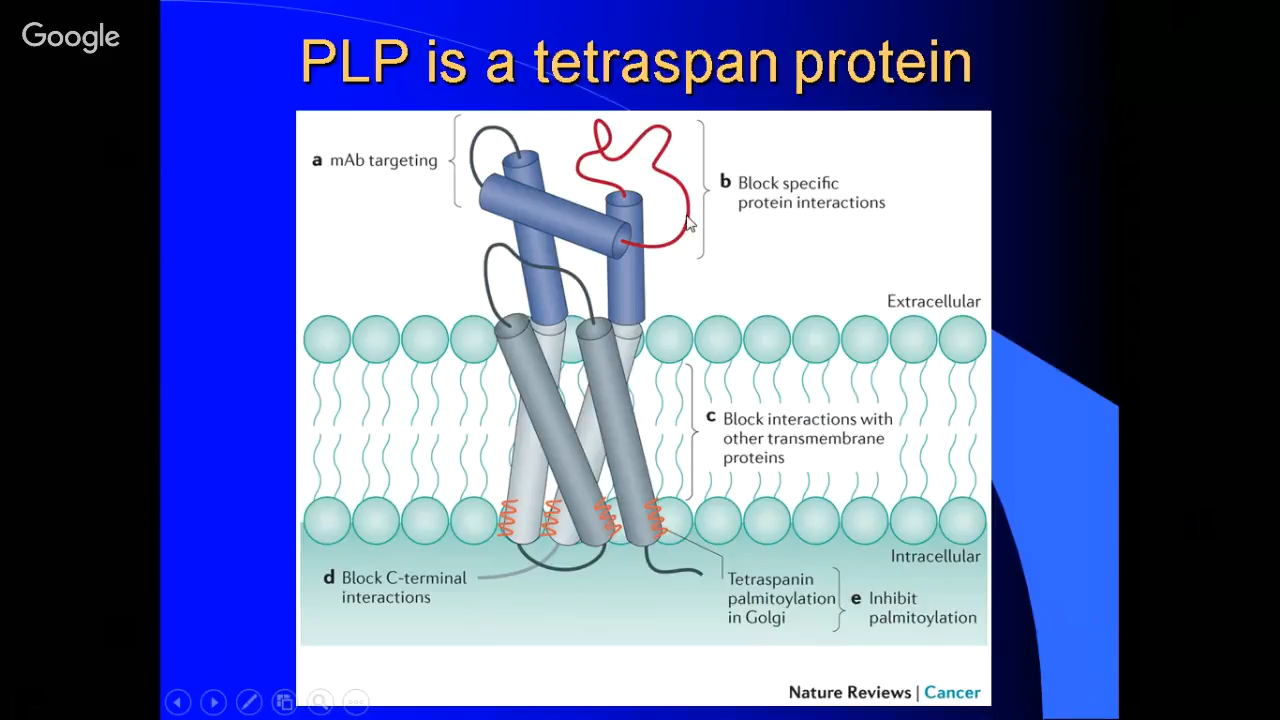 Google
PLP is a tetraspan protein
a mAb targeting
b Block specific
protein interactions
Extracellular
c Block interactions with
other transmembrane
proteins
Intracellular
d Block C-terminal
interactions
Tetraspanin
palmitoylation
in Golgi
e Inhibit
palmitoylation
Nature Reviews | Cancer